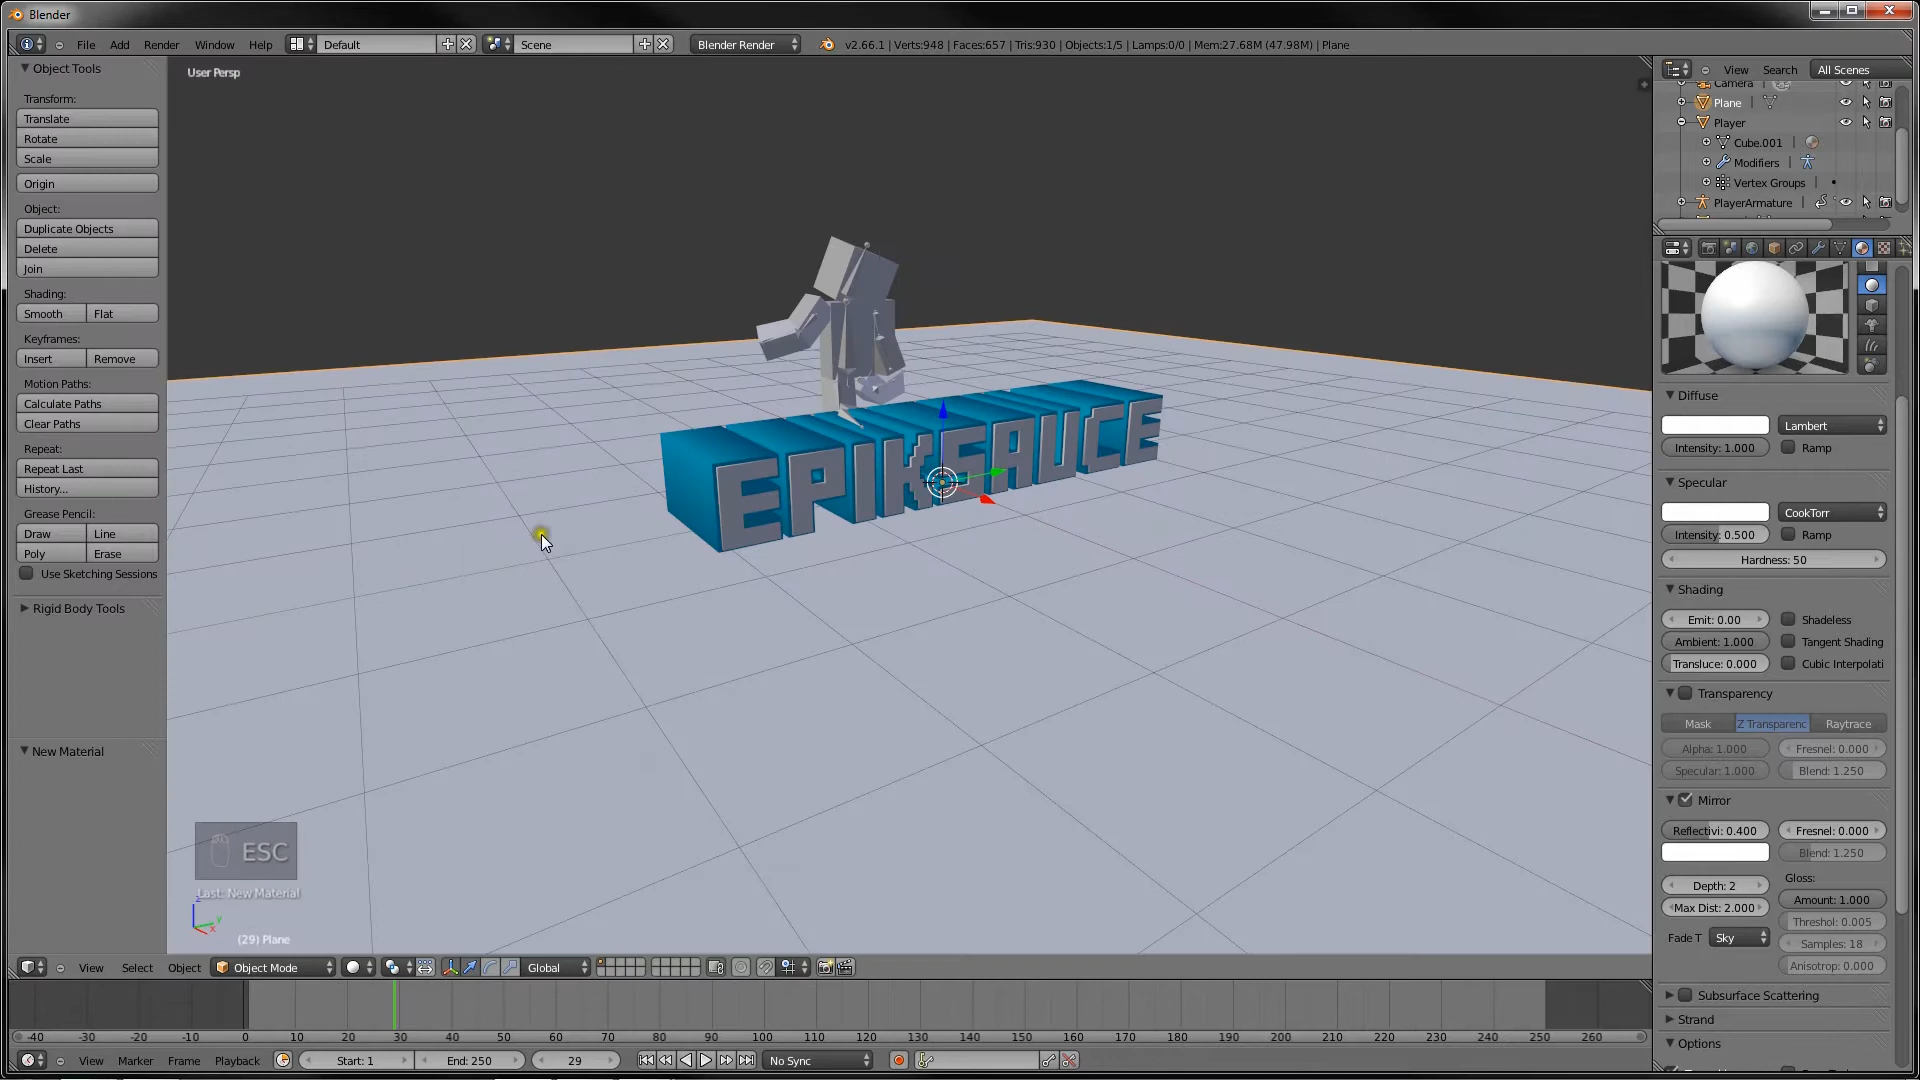 Blender
File Add Render Window Help Default Scene Blender Render v2.66.1 | Verts:948 | Faces:657 | Tris:930 | Objects:1/5 | Lamps:0/0 | Mem:27.68M (47.98M) | Plane
Object Tools
Transform:
Translate
Rotate
Scale
Origin
Object:
Duplicate Objects
Delete
Join
Shading:
Smooth Flat
Keyframes:
Insert Remove
Motion Paths:
Calculate Paths
Clear Paths
Repeat:
Repeat Last
History...
Grease Pencil:
Draw Line
Poly Erase
Use Sketching Sessions
Rigid Body Tools
New Material
User Persp
EPIKSAUCE
ESC
Last: New Material
z y x
(29) Plane
View Search All Scenes
Camera
Plane
Player
Cube.001
Modifiers
Vertex Groups
PlayerArmature
Diffuse
Lambert
Intensity: 1.000 Ramp
Specular
CookTorr
Intensity: 0.500 Ramp
Hardness: 50
Shading
Emit: 0.00 Shadeless
Ambient: 1.000 Tangent Shading
Transluce: 0.000 Cubic Interpolati
Transparency
Mask Z Transparenc Raytrace
Alpha: 1.000 Fresnel: 0.000
Specular: 1.000 Blend: 1.250
Mirror
Reflectivi: 0.400 Fresnel: 0.000
Blend: 1.250
Depth: 2 Gloss:
Max Dist: 2.000 Amount: 1.000
Threshol: 0.005
Fade T Sky Samples: 18
Anisotrop: 0.000
Subsurface Scattering
Strand
Options
View Select Object Object Mode Global
-40 -30 -20 -10 0 10 20 30 40 50 60 70 80 90 100 110 120 130 140 150 160 170 180 190 200 210 220 230 240 250 260
View Marker Frame Playback Start: 1 End: 250 29 No Sync